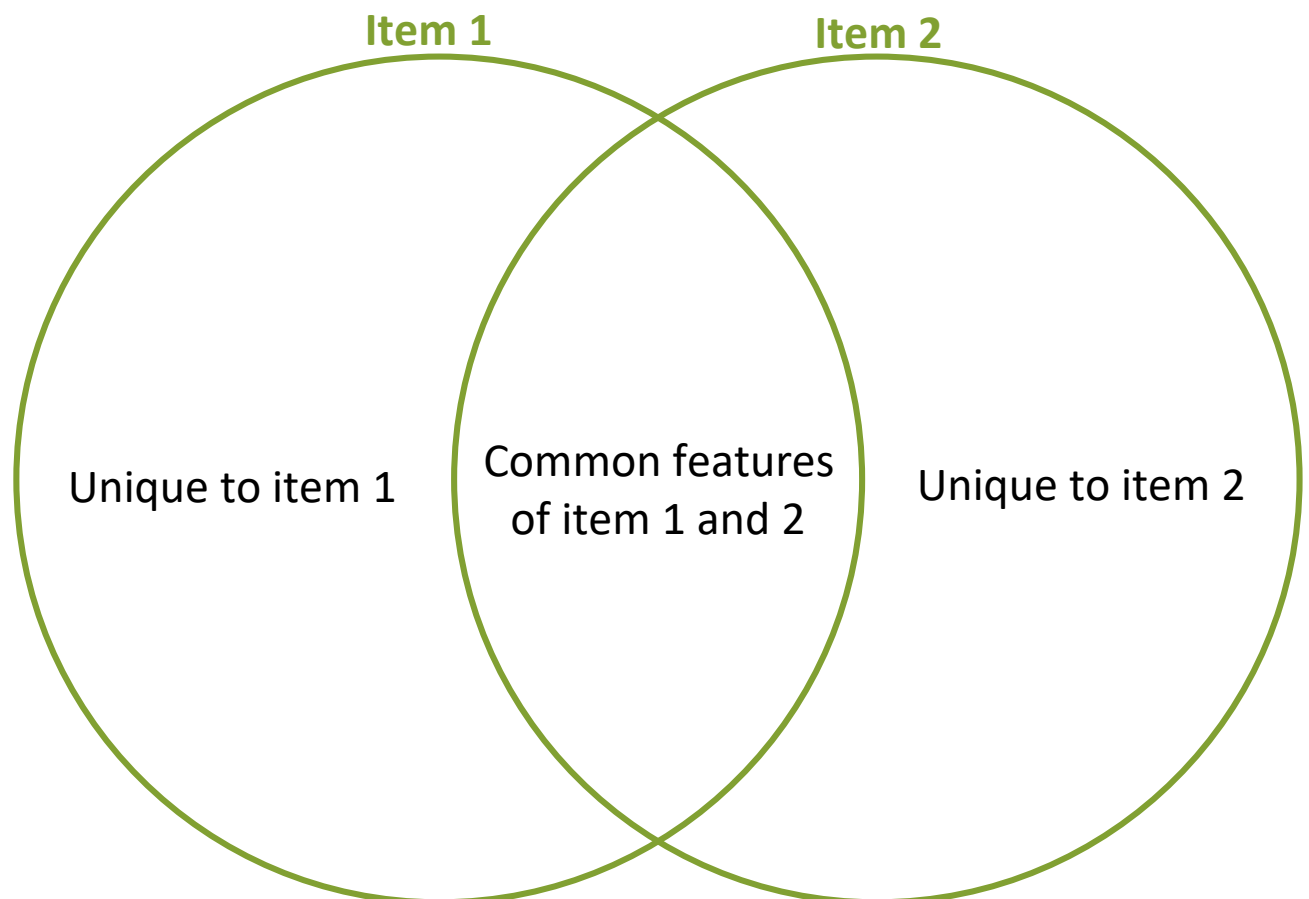 Item 1
Item 2
Unique to item 1
Common features
of item 1 and 2
Unique to item 2